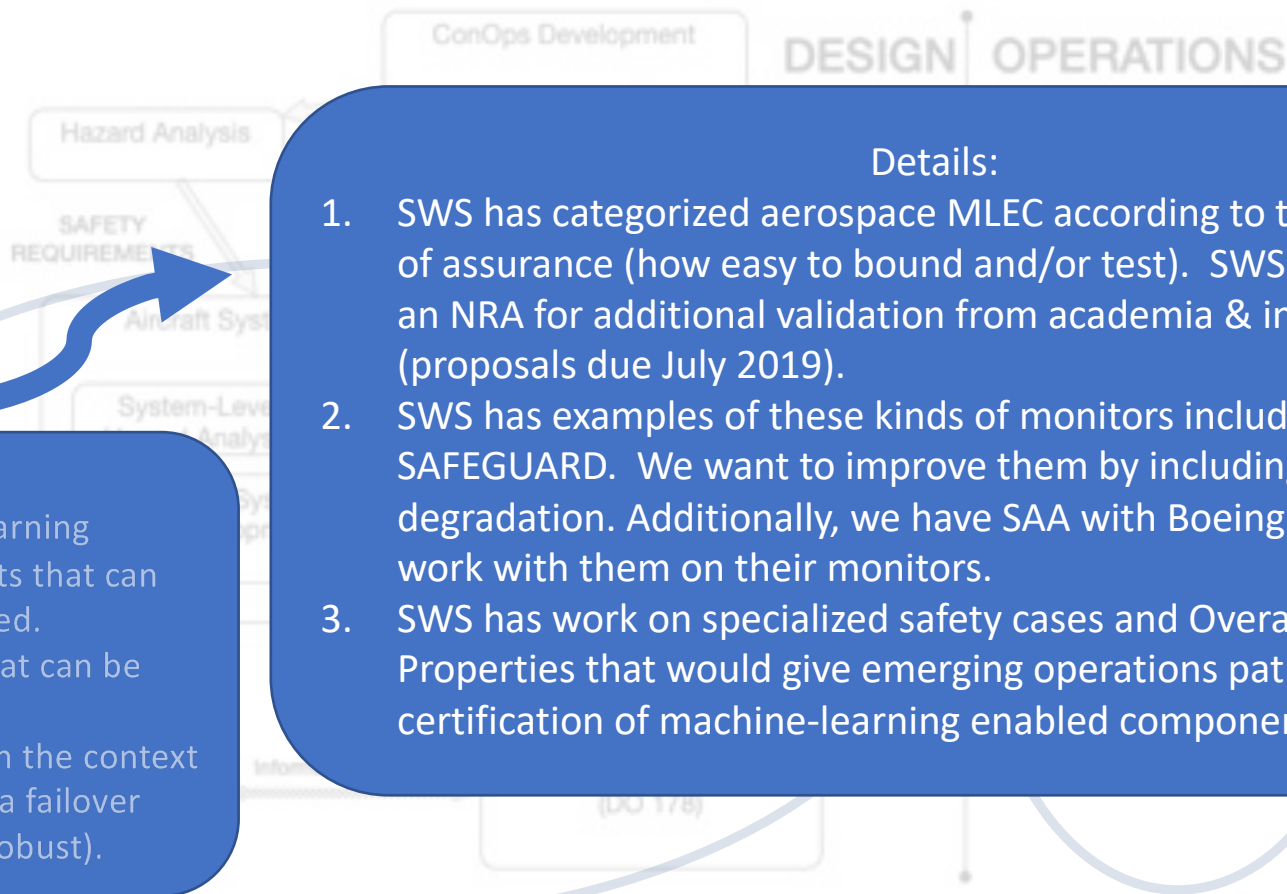 ConOps Development
DESIGN OPERATIONS
Hazard Analysis
SAFETY
REQUIREMENTS
Aircraft Syst
System-Leve
Analys
Details:
1. SWS has categorized aerospace MLEC according to t
of assurance (how easy to bound and/or test). SWS
an NRA for additional validation from academia & in
(proposals due July 2019).
2. SWS has examples of these kinds of monitors includ
SAFEGUARD. We want to improve them by including
degradation. Additionally, we have SAA with Boeing
work with them on their monitors.
3. SWS has work on specialized safety cases and Overa
Properties that would give emerging operations pat
certification of machine-learning enabled compone
arning
ts that can
ed.
at can be
n the context
a failover
obust).
Inform
(DO 178)